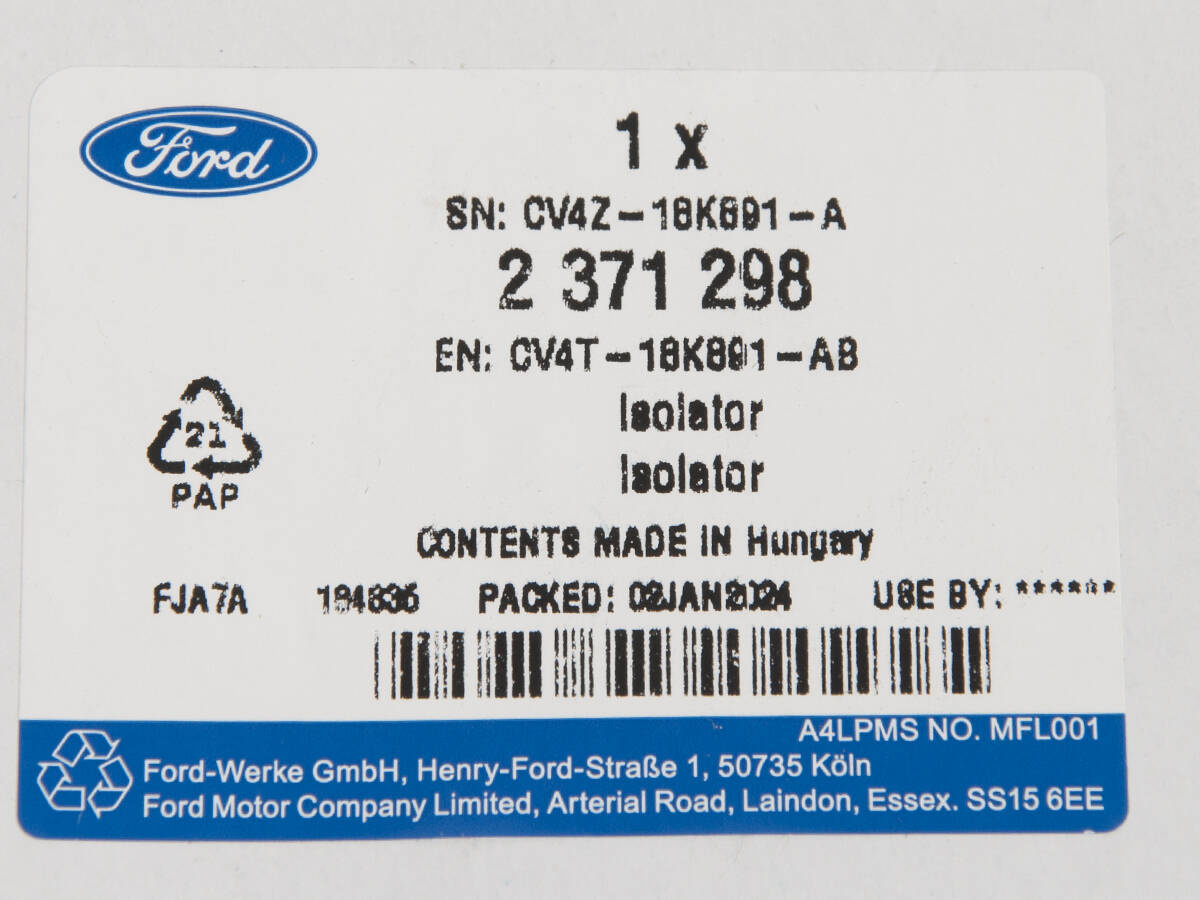 Ford
1 x
SN: CV4Z-18K891-A
2 371 298
EN: CV4T-18K891-AB
Isolator
Isolator
21
PAP
CONTENTS MADE IN Hungary
FJA7A PACKED: 02JAN2024 USE BY: ******
A4LPMS NO. MFL001
Ford-Werke GmbH, Henry-Ford-Straße 1, 50735 Köln
Ford Motor Company Limited, Arterial Road, Laindon, Essex. SS15 6EE